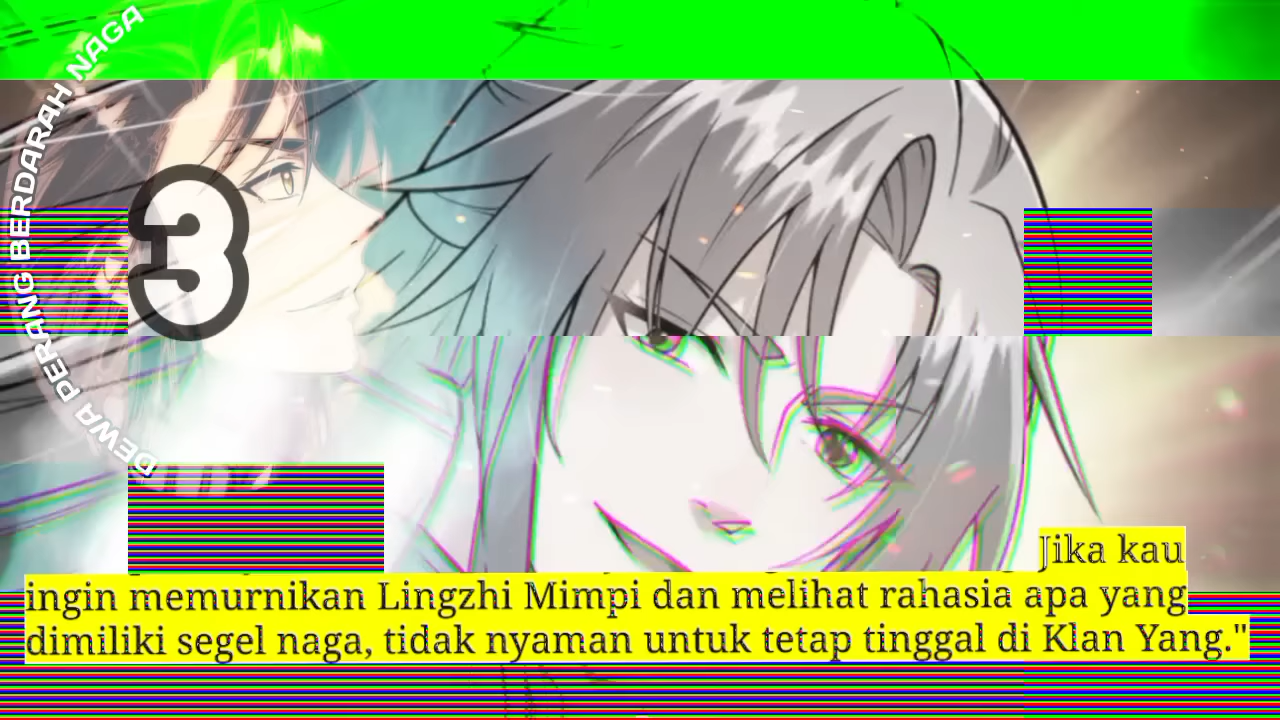 DEWA PERANG BERDARAH NAGA
3
Jika kau
ingin memurnikan Lingzhi Mimpi dan melihat rahasia apa yang
dimiliki segel naga, tidak nyaman untuk tetap tinggal di Klan Yang."